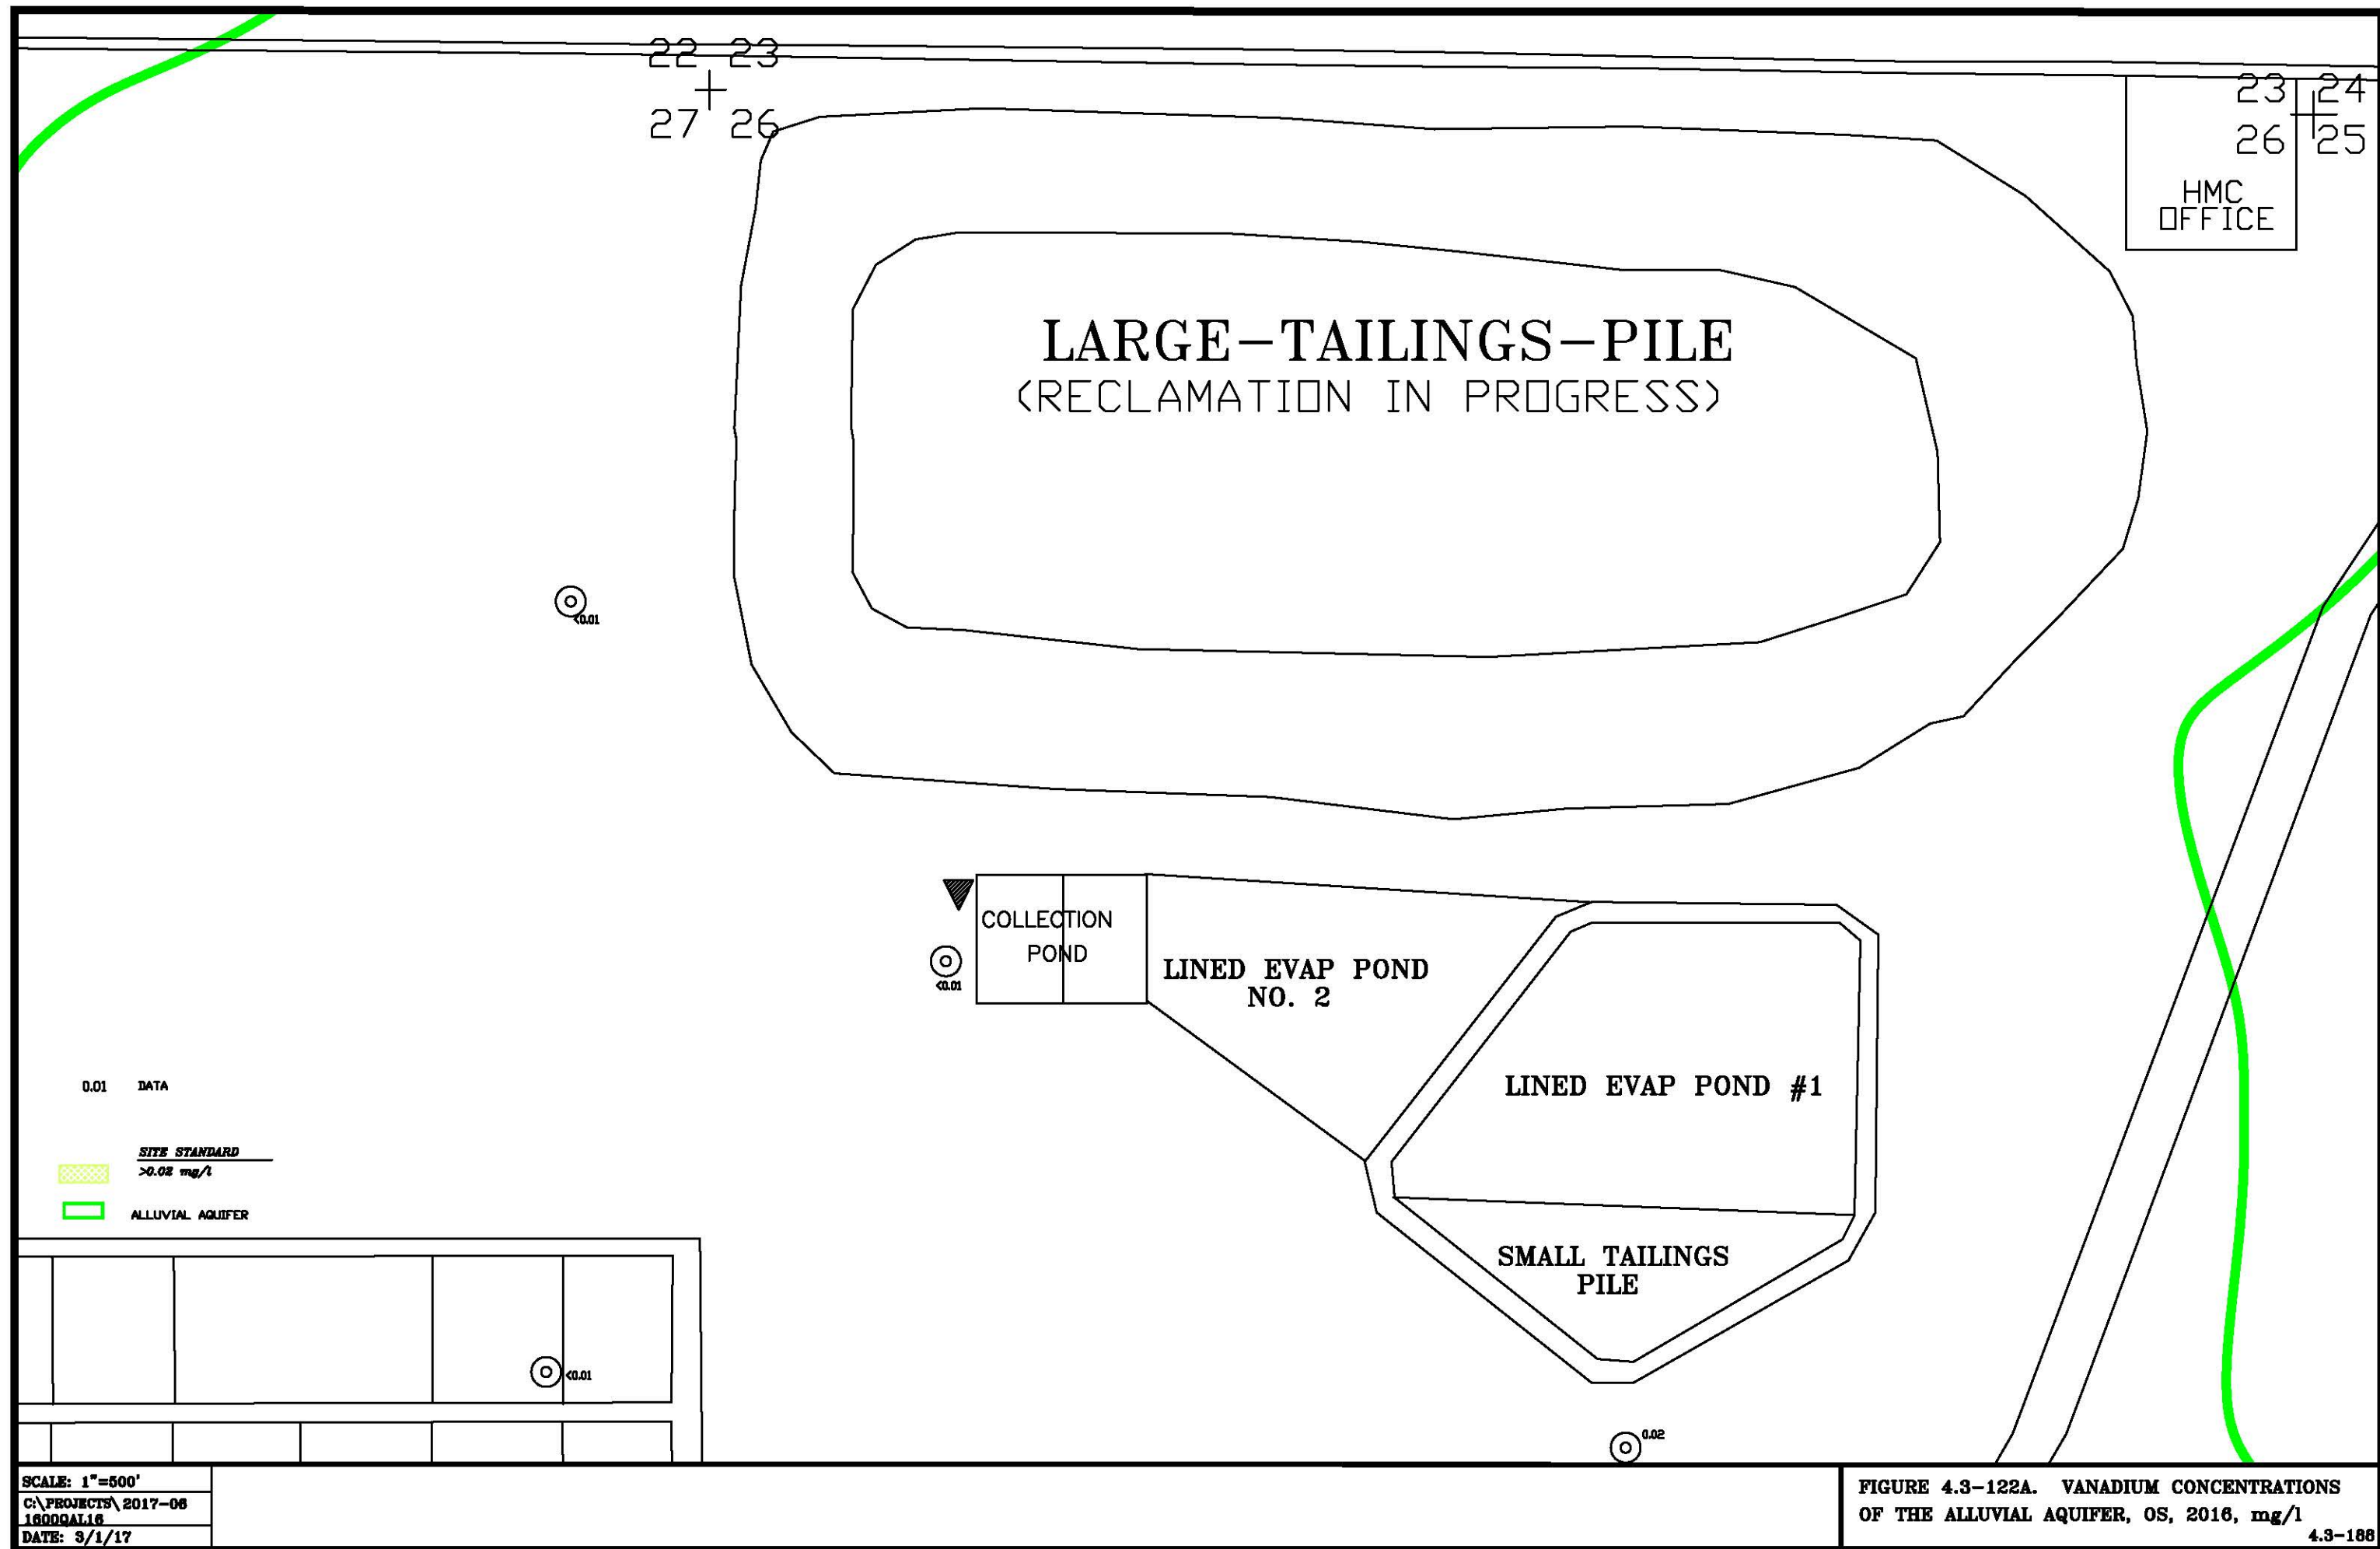 22 23
27 26
23 24
26 25
HMC
OFFICE
LARGE-TAILINGS-PILE
(RECLAMATION IN PROGRESS)
<0.01
COLLECTION
POND
<0.01
LINED EVAP POND
NO. 2
LINED EVAP POND #1
SMALL TAILINGS
PILE
0.01 DATA
SITE STANDARD
>0.02 mg/l
ALLUVIAL AQUIFER
<0.01
0.02
SCALE: 1"=500'
C:\PROJECTS\2017-06
1600QAL16
DATE: 3/1/17
FIGURE 4.3-122A. VANADIUM CONCENTRATIONS
OF THE ALLUVIAL AQUIFER, OS, 2016, mg/l
4.3-188